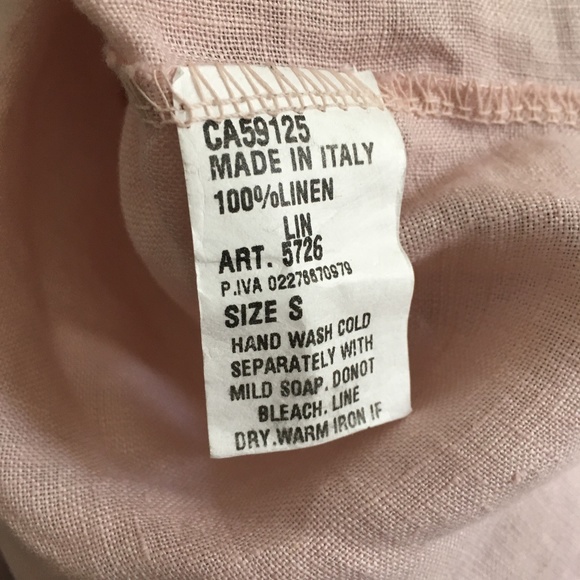 CA59125
MADE IN ITALY
100%LINEN
LIN
ART. 5726
P.IVA 02276870979
SIZE S
HAND WASH COLD
SEPARATELY WITH
MILD SOAP. DONOT
BLEACH. LINE
DRY. WARM IRON IF